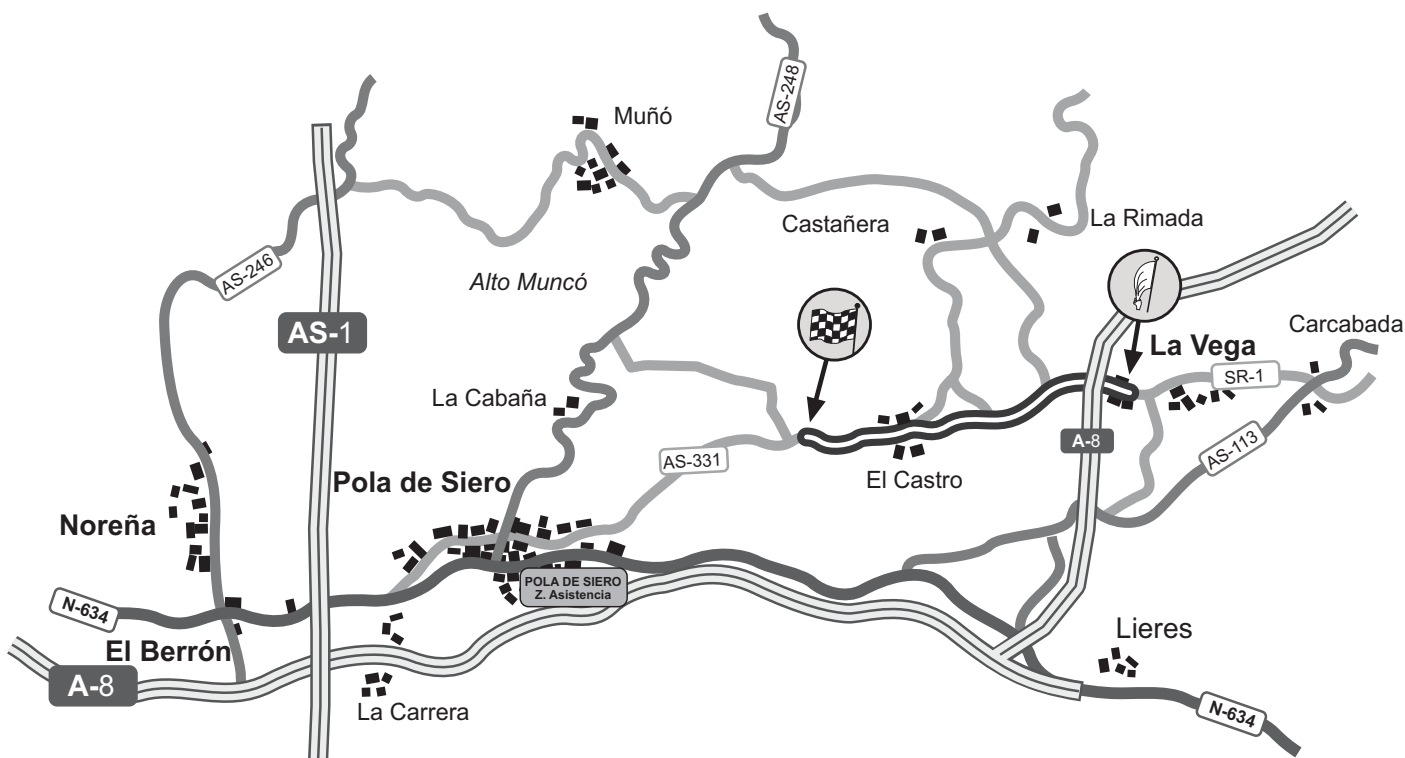 AS-248
Muñó
Castañera
La Rimada
AS-246
Alto Muncó
AS-1
Carcabada
La Vega
SR-1
La Cabaña
A-8
AS-113
AS-331
El Castro
Pola de Siero
Noreña
POLA DE SIERO
Z. Asistencia
N-634
El Berrón
Lieres
A-8
La Carrera
N-634